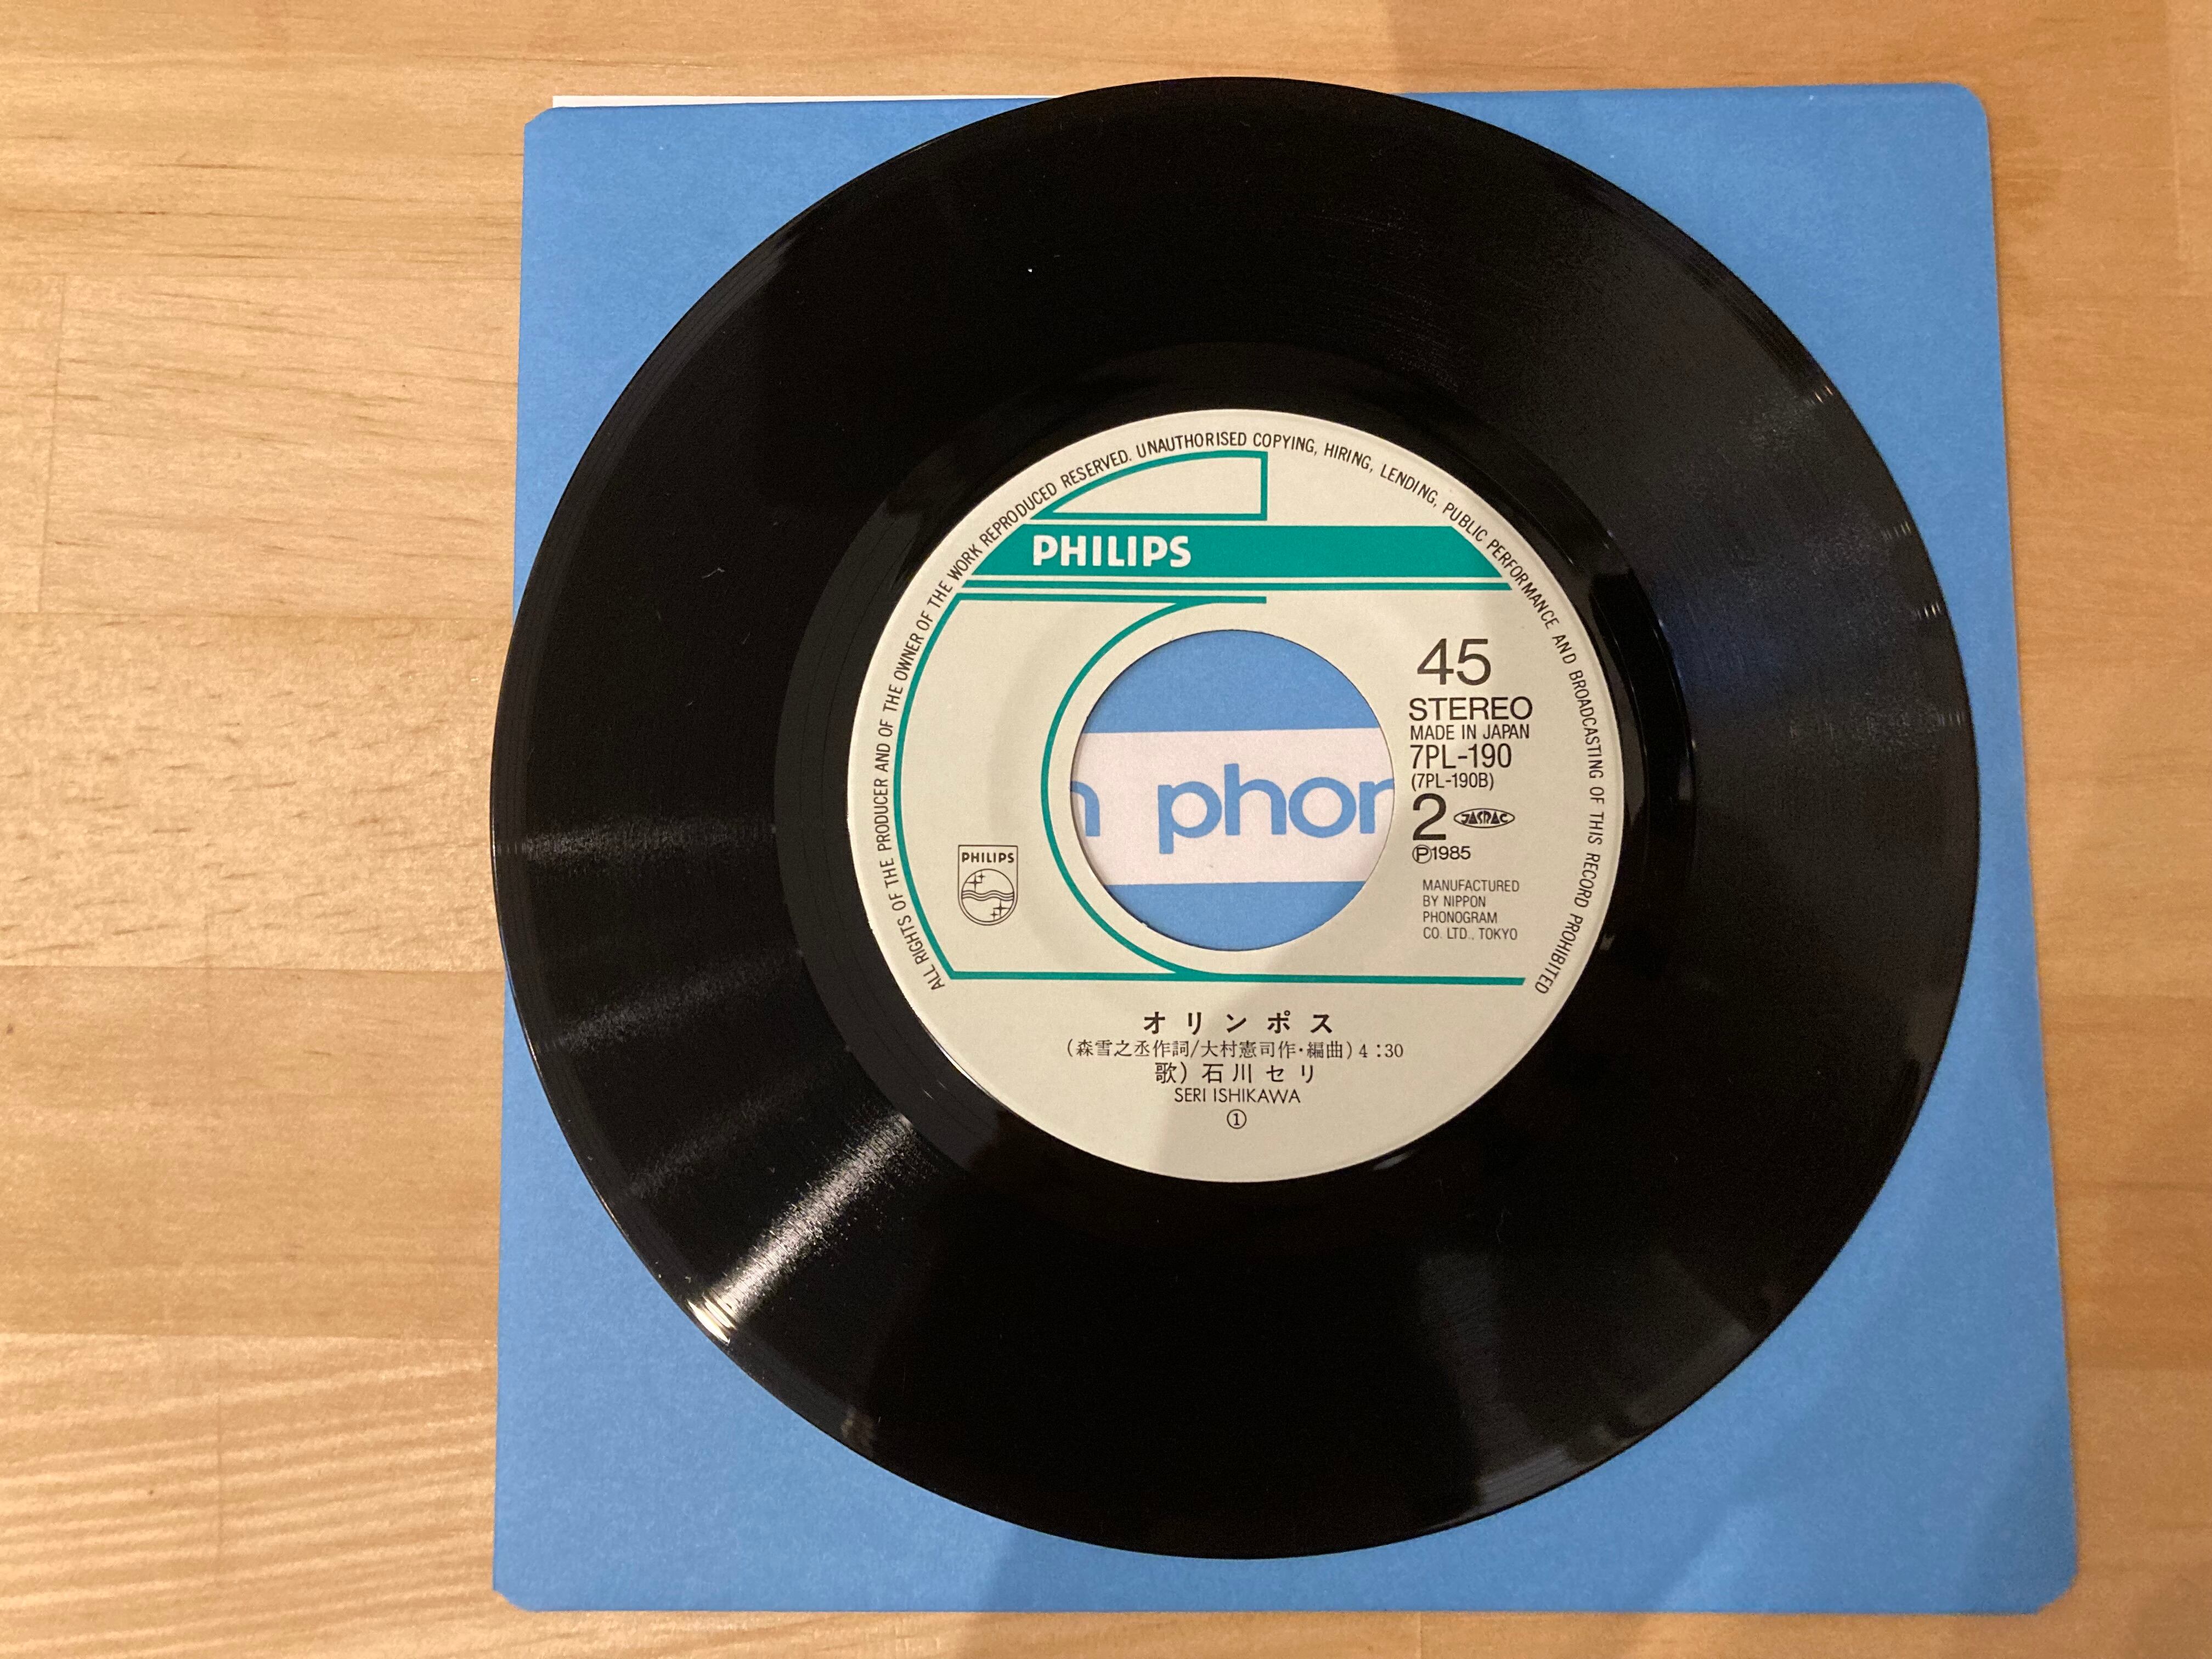 ALL RIGHTS OF THE PRODUCER AND OF THE OWNER OF THE WORK REPRODUCED RESERVED. UNAUTHORISED COPYING, HIRING, LENDING, PUBLIC PERFORMANCE AND BROADCASTING OF THIS RECORD PROHIBITED
PHILIPS
45
STEREO
MADE IN JAPAN
7PL-190
(7PL-190B)
2 JASRAC
Ⓟ1985
n phon
PHILIPS
MANUFACTURED
BY NIPPON
PHONOGRAM
CO. LTD., TOKYO
オリンポス
(森雪之丞作詞/大村憲司作・編曲) 4:30
歌) 石川セリ
SERI ISHIKAWA
①